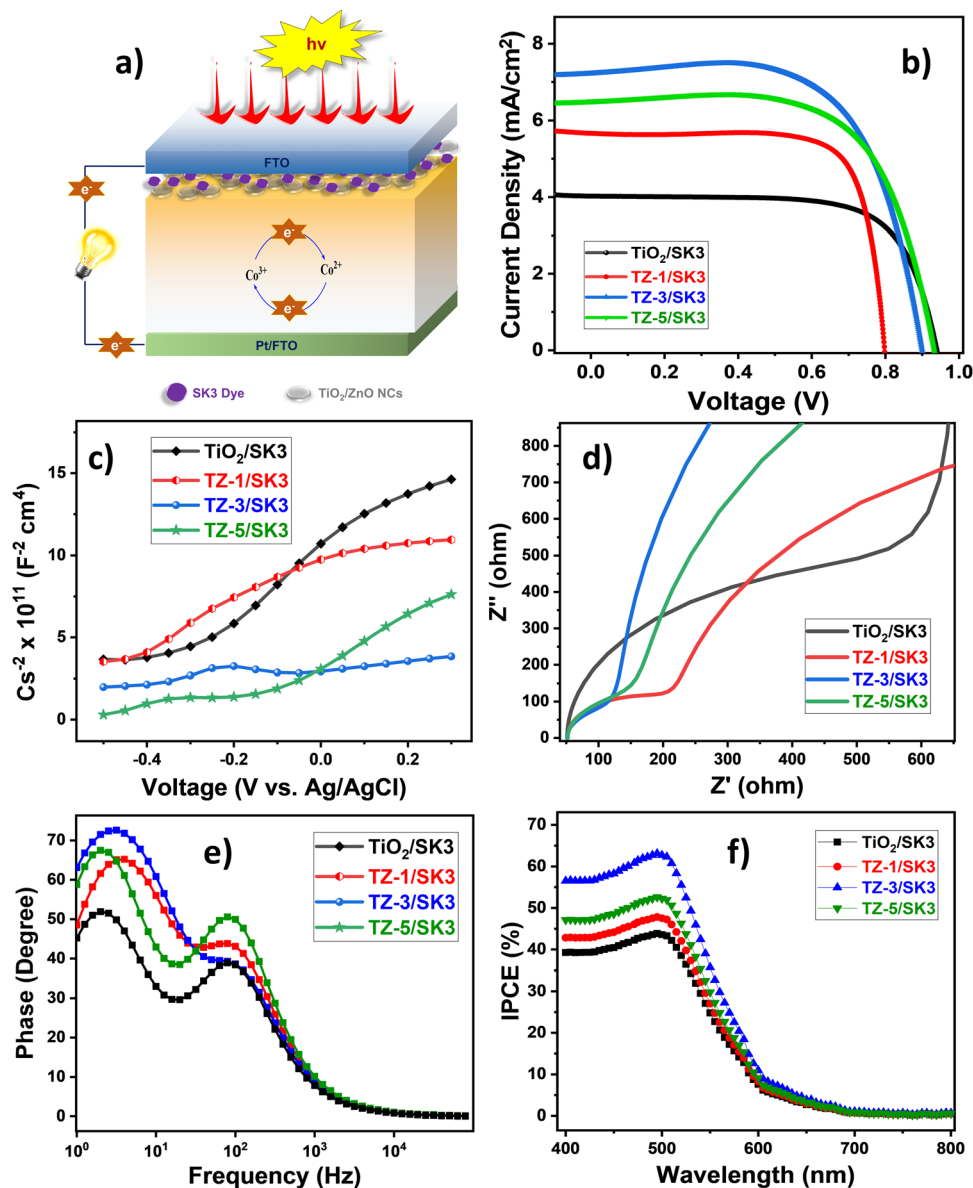 a)
hv
FTO
e-
e-
Co³⁺
Co²⁺
e-
Pt/FTO
e-
SK3 Dye
TiO₂/ZnO NCs
b)
Current Density (mA/cm²)
8
6
4
2
0
TiO₂/SK3
TZ-1/SK3
TZ-3/SK3
TZ-5/SK3
0.0
0.2
0.4
0.6
0.8
1.0
Voltage (V)
c)
Cs⁻² x 10¹¹ (F⁻² cm⁴)
15
10
5
0
TiO₂/SK3
TZ-1/SK3
TZ-3/SK3
TZ-5/SK3
-0.4
-0.2
0.0
0.2
Voltage (V vs. Ag/AgCl)
d)
Z'' (ohm)
800
700
600
500
400
300
200
100
0
TiO₂/SK3
TZ-1/SK3
TZ-3/SK3
TZ-5/SK3
100
200
300
400
500
600
Z' (ohm)
e)
Phase (Degree)
70
60
50
40
30
20
10
0
TiO₂/SK3
TZ-1/SK3
TZ-3/SK3
TZ-5/SK3
10⁰
10¹
10²
10³
10⁴
Frequency (Hz)
f)
IPCE (%)
70
60
50
40
30
20
10
0
TiO₂/SK3
TZ-1/SK3
TZ-3/SK3
TZ-5/SK3
400
500
600
700
800
Wavelength (nm)